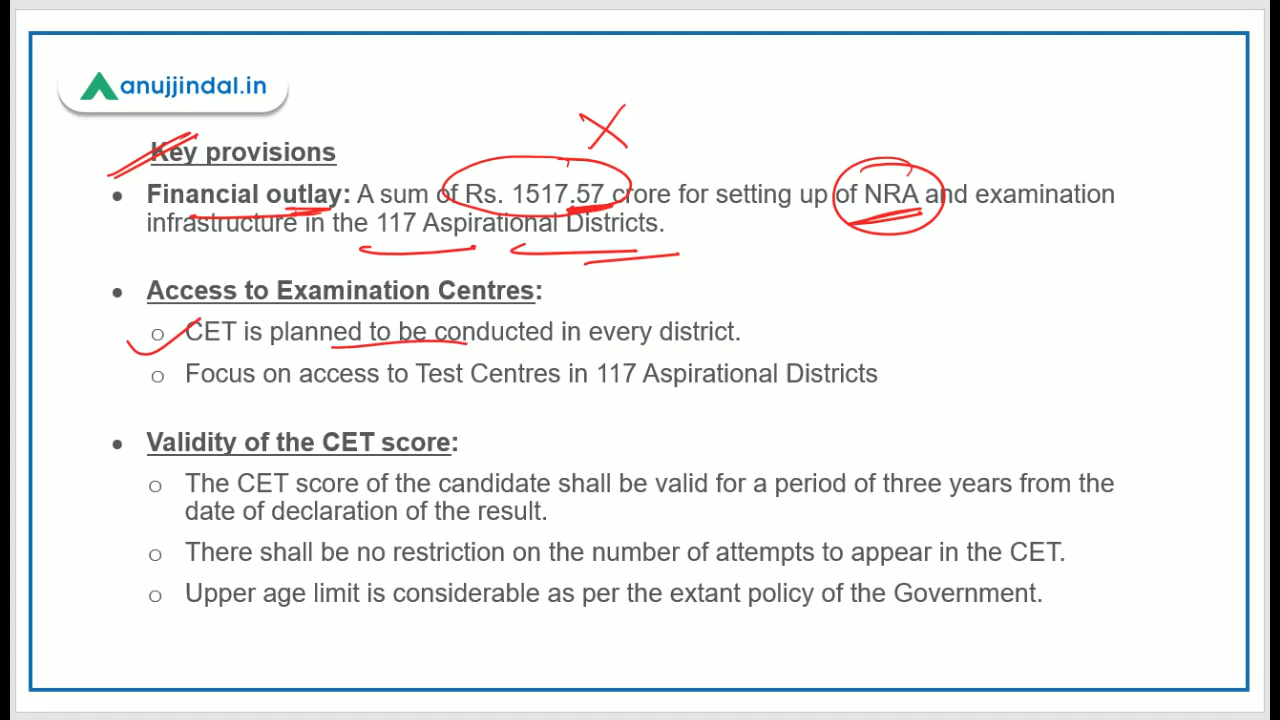 anujjindal.in
Key provisions
• Financial outlay: A sum of Rs. 1517.57 crore for setting up of NRA and examination
infrastructure in the 117 Aspirational Districts.
• Access to Examination Centres:
o CET is planned to be conducted in every district.
o Focus on access to Test Centres in 117 Aspirational Districts
• Validity of the CET score:
o The CET score of the candidate shall be valid for a period of three years from the
date of declaration of the result.
o There shall be no restriction on the number of attempts to appear in the CET.
o Upper age limit is considerable as per the extant policy of the Government.